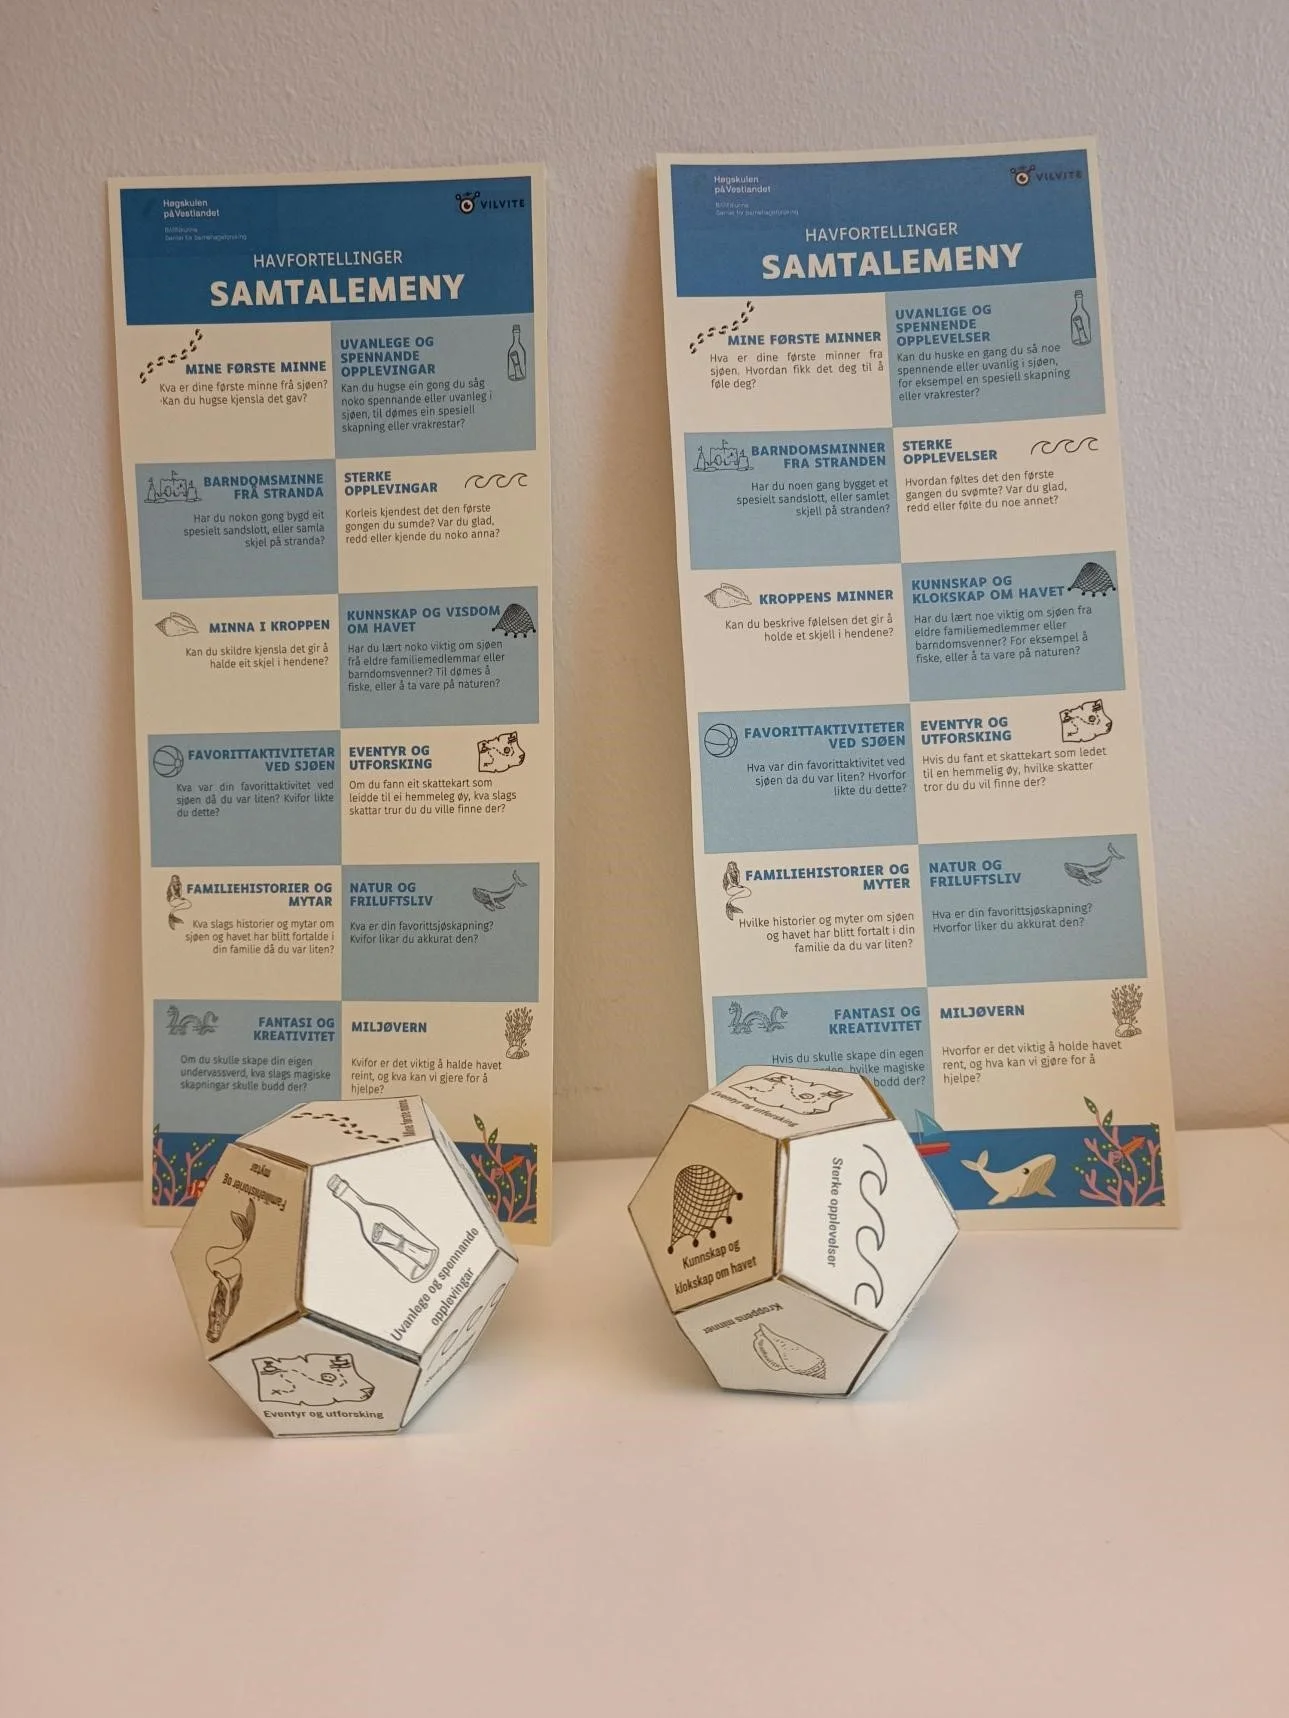 Høgskulen
på Vestlandet
BARNkunne
Senter for barnehageforsking
VILVITE
HAVFORTELLINGER
SAMTALEMENY
MINE FØRSTE MINNE
Kva er dine første minne frå sjøen?
Kan du hugse kjensla det gav?
UVANLEGE OG
SPENNANDE
OPPLEVINGAR
Kan du hugse ein gong du såg
noko spennande eller uvanleg i
sjøen, til dømes ein spesiell
skapning eller vrakrestar?
BARNDOMSMINNE
FRÅ STRANDA
Har du nokon gong bygd eit
spesielt sandslott, eller samla
skjel på stranda?
STERKE
OPPLEVINGAR
Korleis kjendest det den første
gongen du sumde? Var du glad,
redd eller kjende du noko anna?
MINNA I KROPPEN
Kan du skildre kjensla det gir å
halde eit skjel i hendene?
KUNNSKAP OG VISDOM
OM HAVET
Har du lært noko viktig om sjøen
frå eldre familiemedlemmar eller
barndomsvenner? Til dømes å
fiske, eller å ta vare på naturen?
FAVORITTAKTIVITETAR
VED SJØEN
Kva var din favorittaktivitet ved
sjøen då du var liten? Kvifor likte
du dette?
EVENTYR OG
UTFORSKING
Om du fann eit skattekart som
leidde til ei hemmeleg øy, kva slags
skattar trur du du ville finne der?
FAMILIEHISTORIER OG
MYTAR
Kva slags historier og mytar om
sjøen og havet har blitt fortalde i
din familie då du var liten?
NATUR OG
FRILUFTSLIV
Kva er din favorittsjøskapning?
Kvifor likar du akkurat den?
FANTASI OG
KREATIVITET
Om du skulle skape din eigen
undervassverd, kva slags magiske
skapningar skulle budd der?
MILJØVERN
Kvifor er det viktig å halde havet
reint, og kva kan vi gjere for å
hjelpe?
Høgskulen
på Vestlandet
BARNkunne
Senter for barnehageforsking
VILVITE
HAVFORTELLINGER
SAMTALEMENY
MINE FØRSTE MINNER
Hva er dine første minner fra
sjøen. Hvordan fikk det deg til å
føle deg?
UVANLIGE OG
SPENNENDE
OPPLEVELSER
Kan du huske en gang du så noe
spennende eller uvanlig i sjøen,
for eksempel en spesiell skapning
eller vrakrester?
BARNDOMSMINNER
FRA STRANDEN
Har du noen gang bygget et
spesielt sandslott, eller samlet
skjell på stranden?
STERKE
OPPLEVELSER
Hvordan føltes det den første
gangen du svømte? Var du glad,
redd eller følte du noe annet?
KROPPENS MINNER
Kan du beskrive følelsen det gir å
holde et skjell i hendene?
KUNNSKAP OG
KLOKSKAP OM HAVET
Har du lært noe viktig om sjøen fra
eldre familiemedlemmer eller
barndomsvenner? For eksempel å
fiske, eller å ta vare på naturen?
FAVORITTAKTIVITETER
VED SJØEN
Hva var din favorittaktivitet ved
sjøen da du var liten? Hvorfor
likte du dette?
EVENTYR OG
UTFORSKING
Hvis du fant et skattekart som ledet
til en hemmelig øy, hvilke skatter
tror du du vil finne der?
FAMILIEHISTORIER OG
MYTER
Hvilke historier og myter om sjøen
og havet har blitt fortalt i din
familie da du var liten?
NATUR OG
FRILUFTSLIV
Hva er din favorittsjøskapning?
Hvorfor liker du akkurat den?
FANTASI OG
KREATIVITET
Hvis du skulle skape din egen
hvilke magiske
bodd der?
MILJØVERN
Hvorfor er det viktig å holde havet
rent, og hva kan vi gjøre for å
hjelpe?
Mine første minne
Familiehistorier og
mytar
Uvanlege og spennande
opplevingar
Eventyr og utforsking
Eventyr og utforsking
Kunnskap og
klokskap om havet
Sterke opplevelser
Kroppens minner